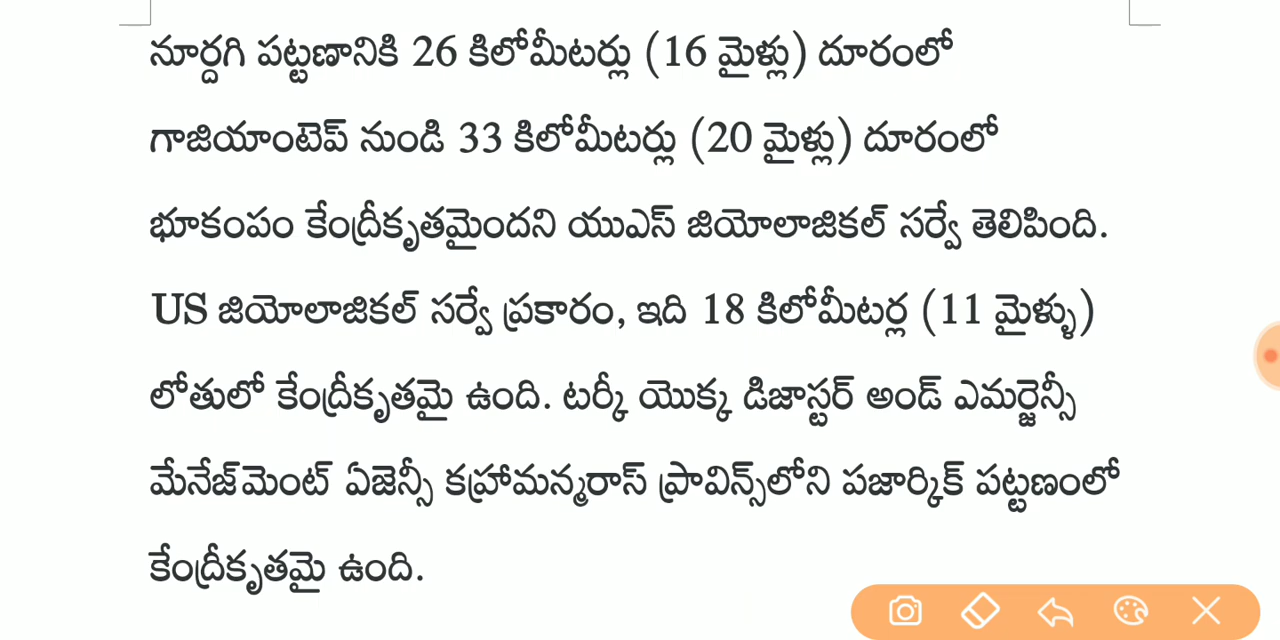 నూర్దగి పట్టణానికి 26 కిలోమీటర్లు (16 మైళ్లు) దూరంలో
గాజియాంటెప్ నుండి 33 కిలోమీటర్లు (20 మైళ్లు) దూరంలో
భూకంపం కేంద్రీకృతమైందని యుఎస్ జియోలాజికల్ సర్వే తెలిపింది.
US జియోలాజికల్ సర్వే ప్రకారం, ఇది 18 కిలోమీటర్ల (11 మైళ్ళు)
లోతులో కేంద్రీకృతమై ఉంది. టర్కీ యొక్క డిజాస్టర్ అండ్ ఎమర్జెన్సీ
మేనేజ్‌మెంట్ ఏజెన్సీ కహ్రామన్మరాస్ ప్రావిన్స్‌లోని పజార్కిక్ పట్టణంలో
కేంద్రీకృతమై ఉంది.